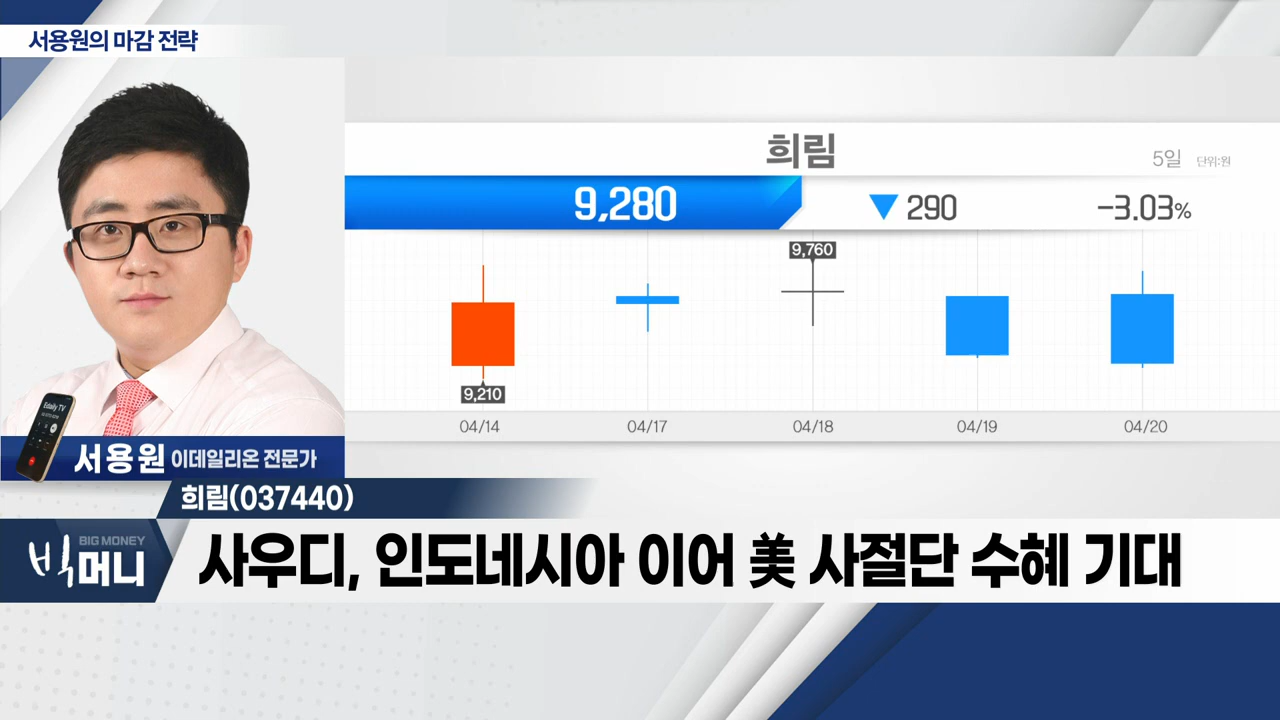 서용원의 마감 전략
희림
5일 단위:원
9,280 ▼ 290 -3.03%
9,760
9,210
04/14 04/17 04/18 04/19 04/20
Edaily TV
서용원 이데일리온 전문가
희림(037440)
BIG MONEY
빅머니
사우디, 인도네시아 이어 美 사절단 수혜 기대